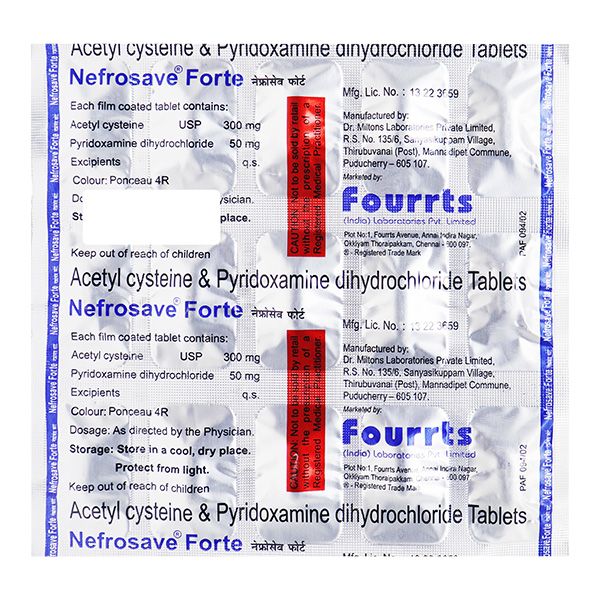 Acetyl cysteine & Pyridoxamine dihydrochloride Tablets
Nefrosave® Forte नेफ्रोसेव फोर्ट
Each film coated tablet contains:
Acetyl cysteine USP 300 mg
Pyridoxamine dihydrochloride 50 mg
Excipients q.s.
Colour: Ponceau 4R
Keep out of reach of children
CAUTION: Not to be sold by retail
without the prescription of a
Registered Medical Practitioner.
Mfg. Lic. No. : 13 22 3659
Manufactured by:
Dr. Miltons Laboratories Private Limited,
R.S. No. 135/6, Sanyasikuppam Village,
Thirubuvanai (Post), Mannadipet Commune,
Puducherry – 605 107.
Marketed by:
Fourrts
(India) Laboratories Pvt. Limited
Plot No:1, Fourrts Avenue, Annai Indira Nagar,
Okkiyam Thoraipakkam, Chennai - 600 097.
® - Registered Trade Mark
PAF 094/02
Acetyl cysteine & Pyridoxamine dihydrochloride Tablets
Nefrosave® Forte नेफ्रोसेव फोर्ट
Each film coated tablet contains:
Acetyl cysteine USP 300 mg
Pyridoxamine dihydrochloride 50 mg
Excipients q.s.
Colour: Ponceau 4R
Dosage: As directed by the Physician.
Storage: Store in a cool, dry place.
Protect from light.
Keep out of reach of children
CAUTION: Not to be sold by retail
without the prescription of a
Registered Medical Practitioner.
Mfg. Lic. No. : 13 22 3659
Manufactured by:
Dr. Miltons Laboratories Private Limited,
R.S. No. 135/6, Sanyasikuppam Village,
Thirubuvanai (Post), Mannadipet Commune,
Puducherry – 605 107.
Marketed by:
Fourrts
(India) Laboratories Pvt. Limited
Plot No:1, Fourrts Avenue, Annai Indira Nagar,
Okkiyam Thoraipakkam, Chennai - 600 097.
® - Registered Trade Mark
PAF 094/02
Acetyl cysteine & Pyridoxamine dihydrochloride Tablets
Nefrosave® Forte नेफ्रोसेव फोर्ट